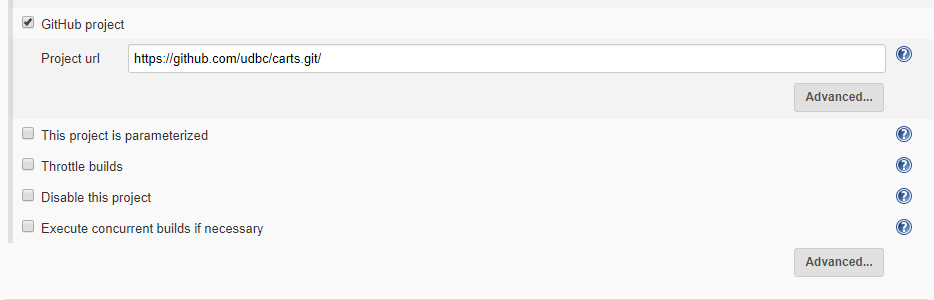 GitHub project
Project url https://github.com/udbc/carts.git/
Advanced...
This project is parameterized
Throttle builds
Disable this project
Execute concurrent builds if necessary
Advanced...